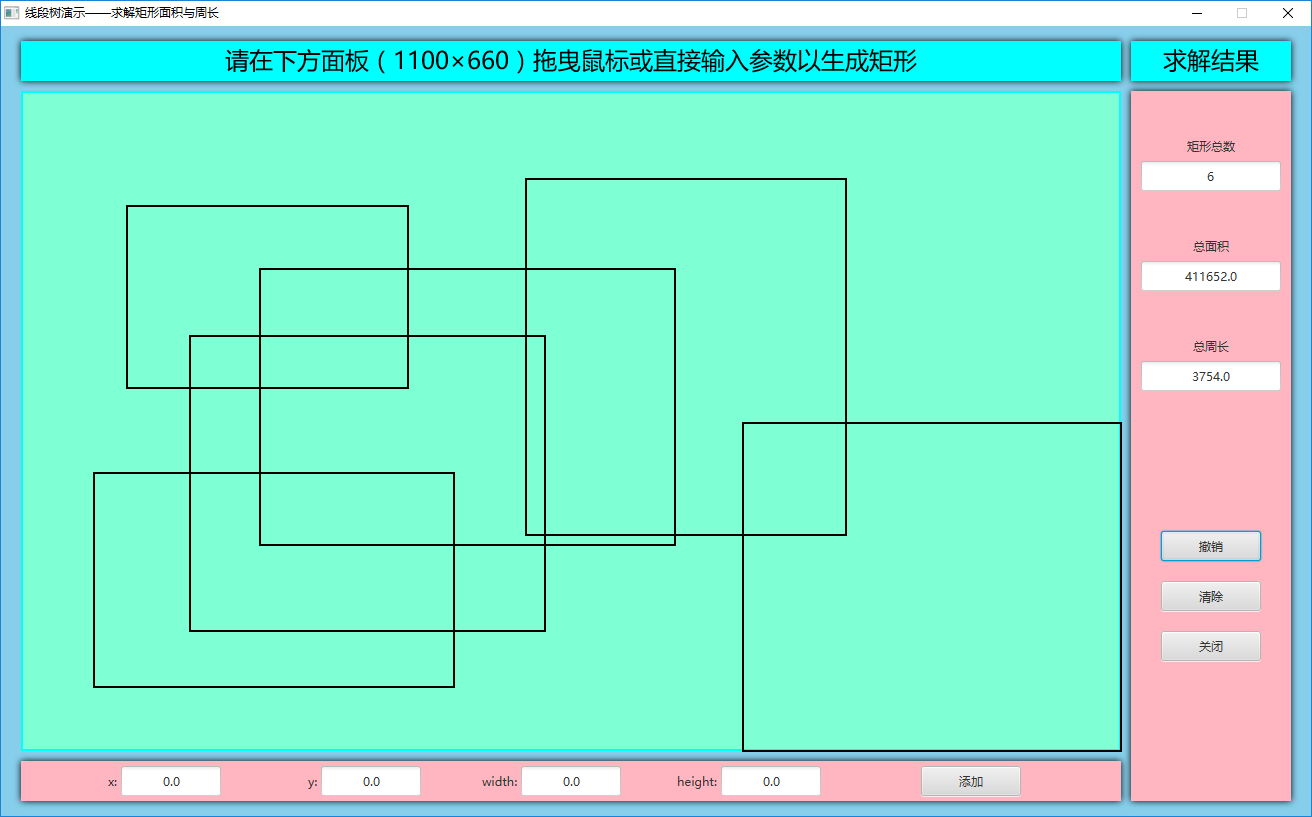 线段树演示——求解矩形面积与周长
请在下方面板（1100×660）拖曳鼠标或直接输入参数以生成矩形
求解结果
矩形总数
6
总面积
411652.0
总周长
3754.0
撤销
清除
关闭
x: 0.0 y: 0.0 width: 0.0 height: 0.0 添加